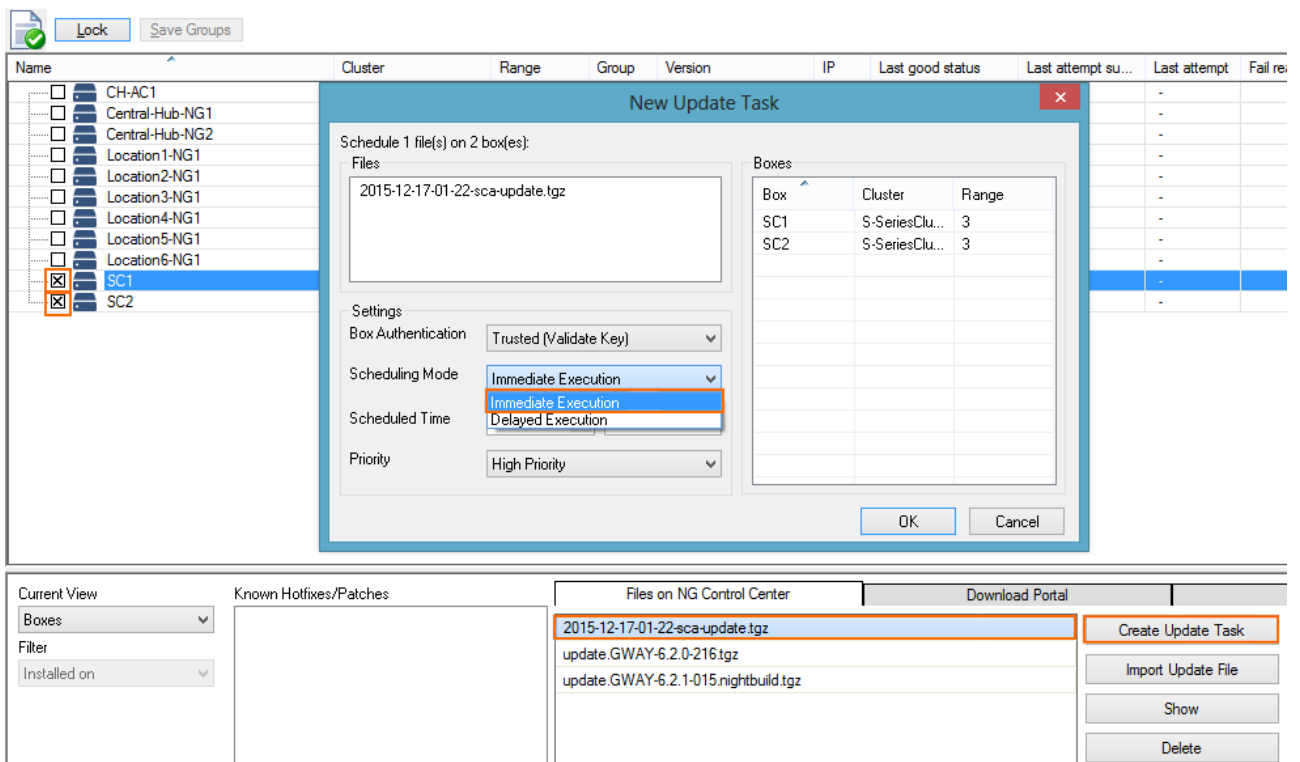 Lock Save Groups
Name Cluster Range Group Version IP Last good status Last attempt su... Last attempt Fail rea
CH-AC1 -
Central-Hub-NG1 -
Central-Hub-NG2 -
Location1-NG1 -
Location2-NG1 -
Location3-NG1 -
Location4-NG1 -
Location5-NG1 -
Location6-NG1 -
SC1 -
SC2 -
New Update Task
Schedule 1 file(s) on 2 box(es):
Files
2015-12-17-01-22-sca-update.tgz
Boxes
Box Cluster Range
SC1 S-SeriesClu... 3
SC2 S-SeriesClu... 3
Settings
Box Authentication Trusted (Validate Key)
Scheduling Mode Immediate Execution
Immediate Execution
Scheduled Time Delayed Execution
Priority High Priority
OK Cancel
Current View
Boxes
Filter
Installed on
Known Hotfixes/Patches
Files on NG Control Center Download Portal
2015-12-17-01-22-sca-update.tgz
update.GWAY-6.2.0-216.tgz
update.GWAY-6.2.1-015.nightbuild.tgz
Create Update Task
Import Update File
Show
Delete